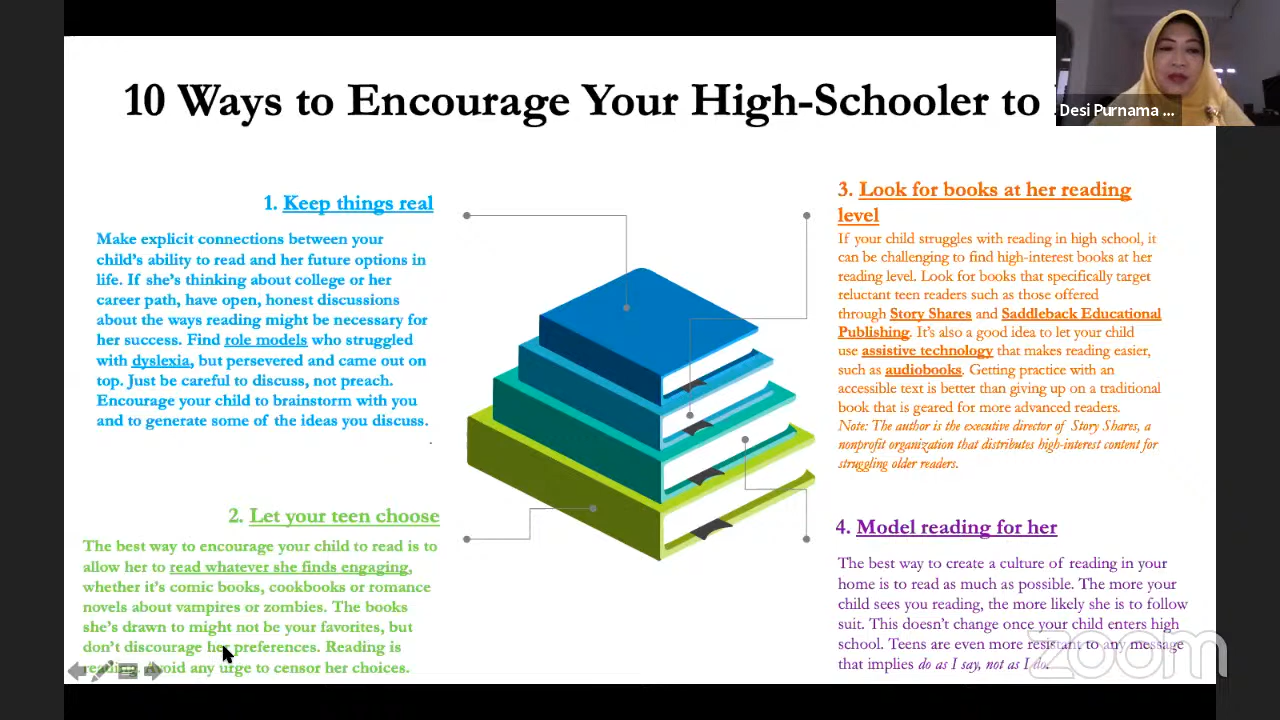 10 Ways to Encourage Your High-Schooler to
Desi Purnama ...
1. Keep things real
Make explicit connections between your
child's ability to read and her future options in
life. If she's thinking about college or her
career path, have open, honest discussions
about the ways reading might be necessary for
her success. Find role models who struggled
with dyslexia, but persevered and came out on
top. Just be careful to discuss, not preach.
Encourage your child to brainstorm with you
and to generate some of the ideas you discuss.
.
2. Let your teen choose
The best way to encourage your child to read is to
allow her to read whatever she finds engaging,
whether it's comic books, cookbooks or romance
novels about vampires or zombies. The books
she's drawn to might not be your favorites, but
don't discourage her preferences. Reading is
reading. Avoid any urge to censor her choices.
3. Look for books at her reading
level
If your child struggles with reading in high school, it
can be challenging to find high-interest books at her
reading level. Look for books that specifically target
reluctant teen readers such as those offered
through Story Shares and Saddleback Educational
Publishing. It's also a good idea to let your child
use assistive technology that makes reading easier,
such as audiobooks. Getting practice with an
accessible text is better than giving up on a traditional
book that is geared for more advanced readers.
Note: The author is the executive director of Story Shares, a
nonprofit organization that distributes high-interest content for
struggling older readers.
4. Model reading for her
The best way to create a culture of reading in your
home is to read as much as possible. The more your
child sees you reading, the more likely she is to follow
suit. This doesn't change once your child enters high
school. Teens are even more resistant to any message
that implies do as I say, not as I do.
zoom